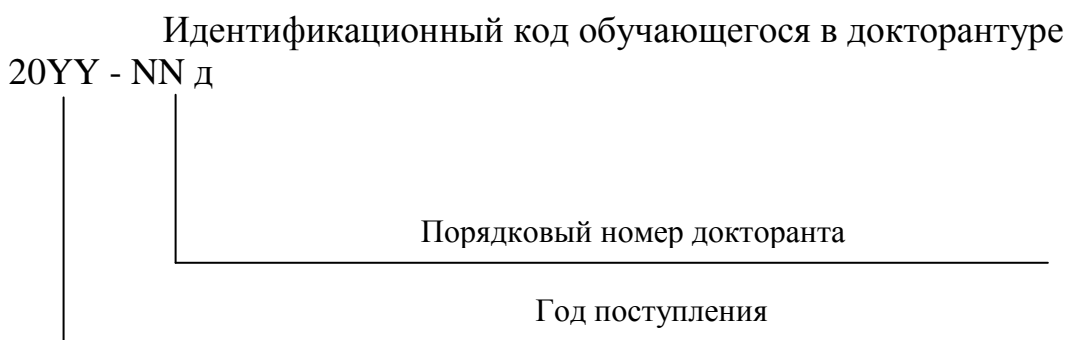 Идентификационный код обучающегося в докторантуре
20YY - NN д
Порядковый номер докторанта
Год поступления